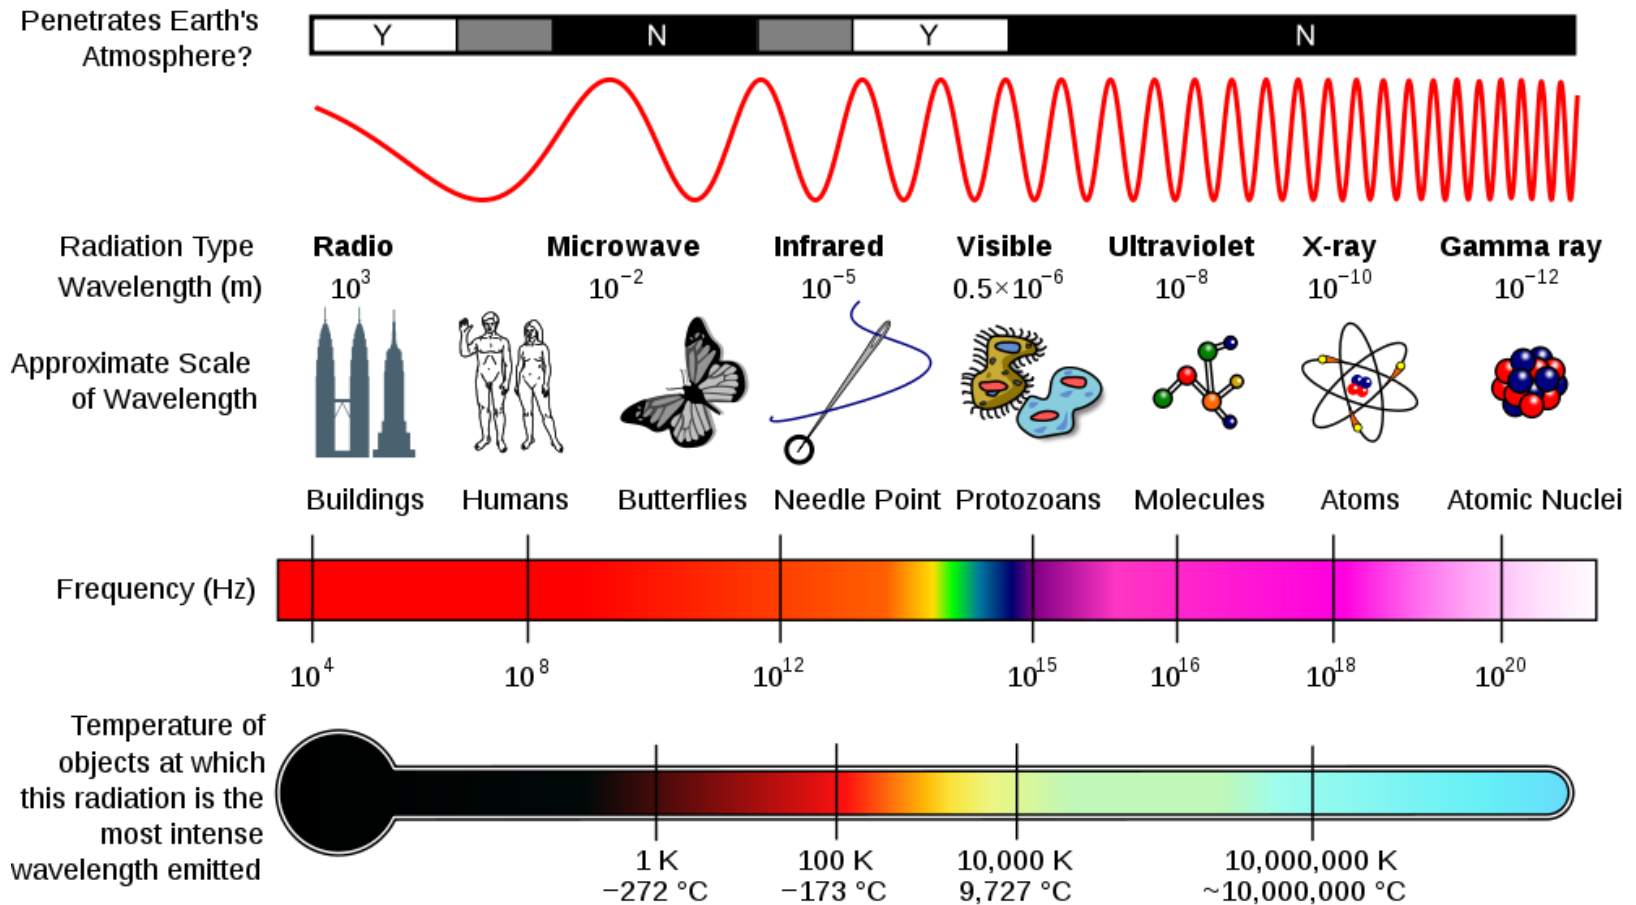 Penetrates Earth's
Atmosphere?
Y N Y N
Radiation Type
Radio Microwave Infrared Visible Ultraviolet X-ray Gamma ray
Wavelength (m)
10³ 10⁻² 10⁻⁵ 0.5×10⁻⁶ 10⁻⁸ 10⁻¹⁰ 10⁻¹²
Approximate Scale
of Wavelength
Buildings Humans Butterflies Needle Point Protozoans Molecules Atoms Atomic Nuclei
Frequency (Hz)
10⁴ 10⁸ 10¹² 10¹⁵ 10¹⁶ 10¹⁸ 10²⁰
Temperature of
objects at which
this radiation is the
most intense
wavelength emitted
1 K 100 K 10,000 K 10,000,000 K
−272 °C −173 °C 9,727 °C ~10,000,000 °C